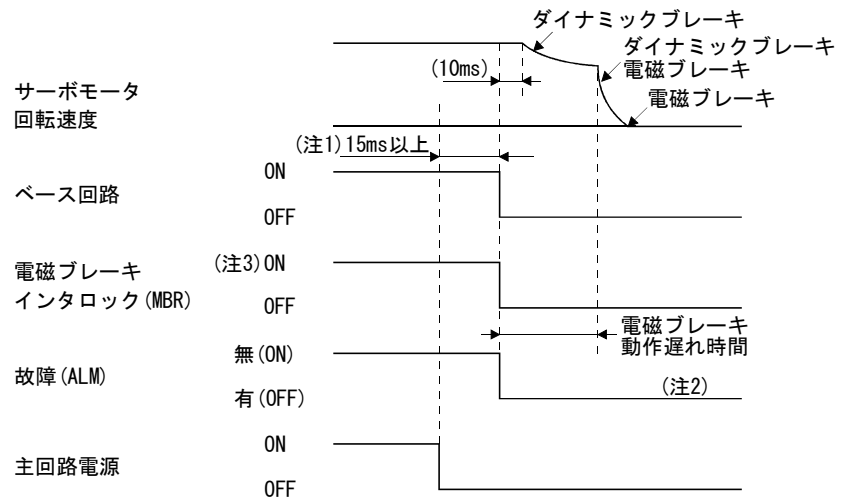 ダイナミックブレーキ
ダイナミックブレーキ
電磁ブレーキ
電磁ブレーキ
(10ms)
サーボモータ
回転速度
(注1)15ms以上
ベース回路
ON
OFF
電磁ブレーキ
インタロック(MBR)
(注3)ON
OFF
電磁ブレーキ
動作遅れ時間
故障(ALM)
無(ON)
有(OFF)
(注2)
主回路電源
ON
OFF